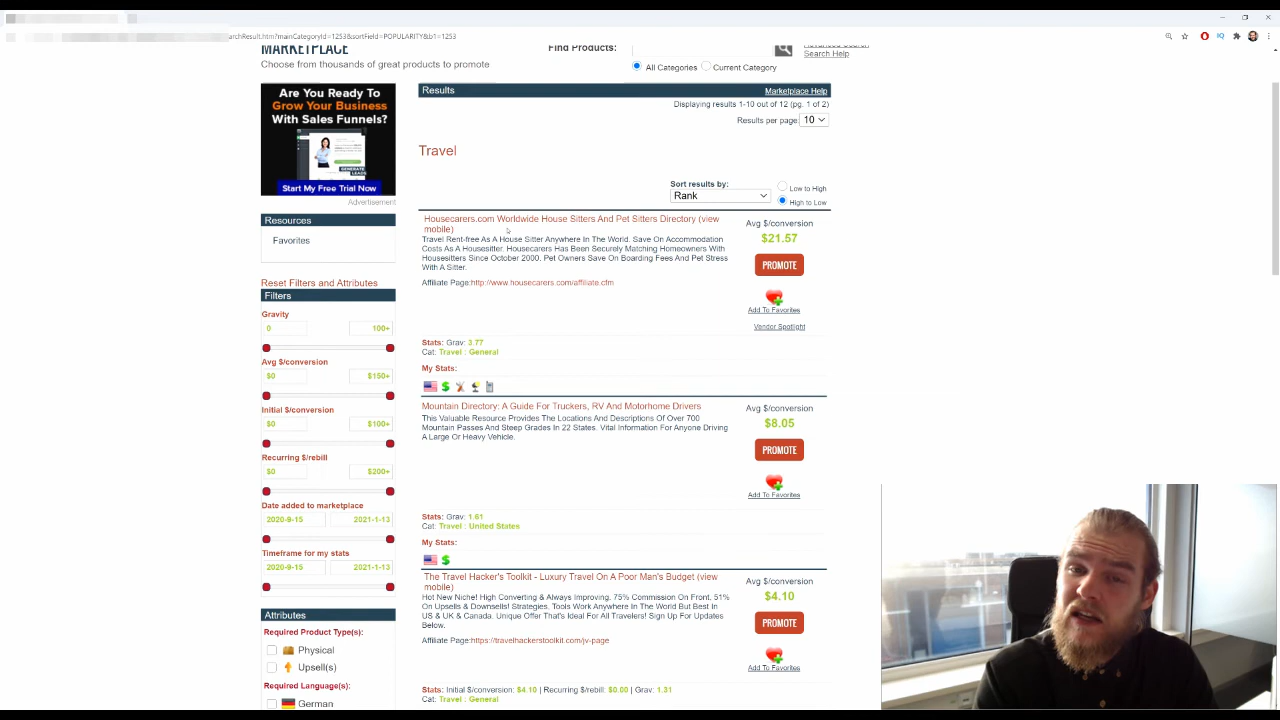 archResult.htm?mainCategoryId=1253&sortField=POPULARITY&b1=1253
MARKETPLACE
Choose from thousands of great products to promote
Find Products:
Advanced Search
Search Help
All Categories
Current Category
Are You Ready To
Grow Your Business
With Sales Funnels?
GENERATE
LEADS
Start My Free Trial Now
Advertisement
Resources
Favorites
Reset Filters and Attributes
Filters
Gravity
0 100+
Avg $/conversion
$0 $150+
Initial $/conversion
$0 $100+
Recurring $/rebill
$0 $200+
Date added to marketplace
2020-9-15 2021-1-13
Timeframe for my stats
2020-9-15 2021-1-13
Attributes
Required Product Type(s):
Physical
Upsell(s)
Required Language(s):
German
Results
Marketplace Help
Displaying results 1-10 out of 12 (pg. 1 of 2)
Results per page: 10
Travel
Sort results by:
Rank
Low to High
High to Low
Housecarers.com Worldwide House Sitters And Pet Sitters Directory (view
mobile)
Travel Rent-free As A House Sitter Anywhere In The World. Save On Accommodation
Costs As A Housesitter. Housecarers Has Been Securely Matching Homeowners With
Housesitters Since October 2000. Pet Owners Save On Boarding Fees And Pet Stress
With A Sitter.
Affiliate Page:http://www.housecarers.com/affiliate.cfm
Avg $/conversion
$21.57
PROMOTE
Add To Favorites
Vendor Spotlight
Stats: Grav: 3.77
Cat: Travel : General
My Stats:
Mountain Directory: A Guide For Truckers, RV And Motorhome Drivers
This Valuable Resource Provides The Locations And Descriptions Of Over 700
Mountain Passes And Steep Grades In 22 States. Vital Information For Anyone Driving
A Large Or Heavy Vehicle.
Avg $/conversion
$8.05
PROMOTE
Add To Favorites
Stats: Grav: 1.61
Cat: Travel : United States
My Stats:
The Travel Hacker's Toolkit - Luxury Travel On A Poor Man's Budget (view
mobile)
Hot New Niche! High Converting & Always Improving. 75% Commission On Front. 51%
On Upsells & Downsells! Strategies, Tools Work Anywhere In The World But Best In
US & UK & Canada. Unique Offer That's Ideal For All Travelers! Sign Up For Updates
Below.
Affiliate Page:https://travelhackerstoolkit.com/jv-page
Avg $/conversion
$4.10
PROMOTE
Add To Favorites
Stats: Initial $/conversion: $4.10 | Recurring $/rebill: $0.00 | Grav: 1.31
Cat: Travel : General